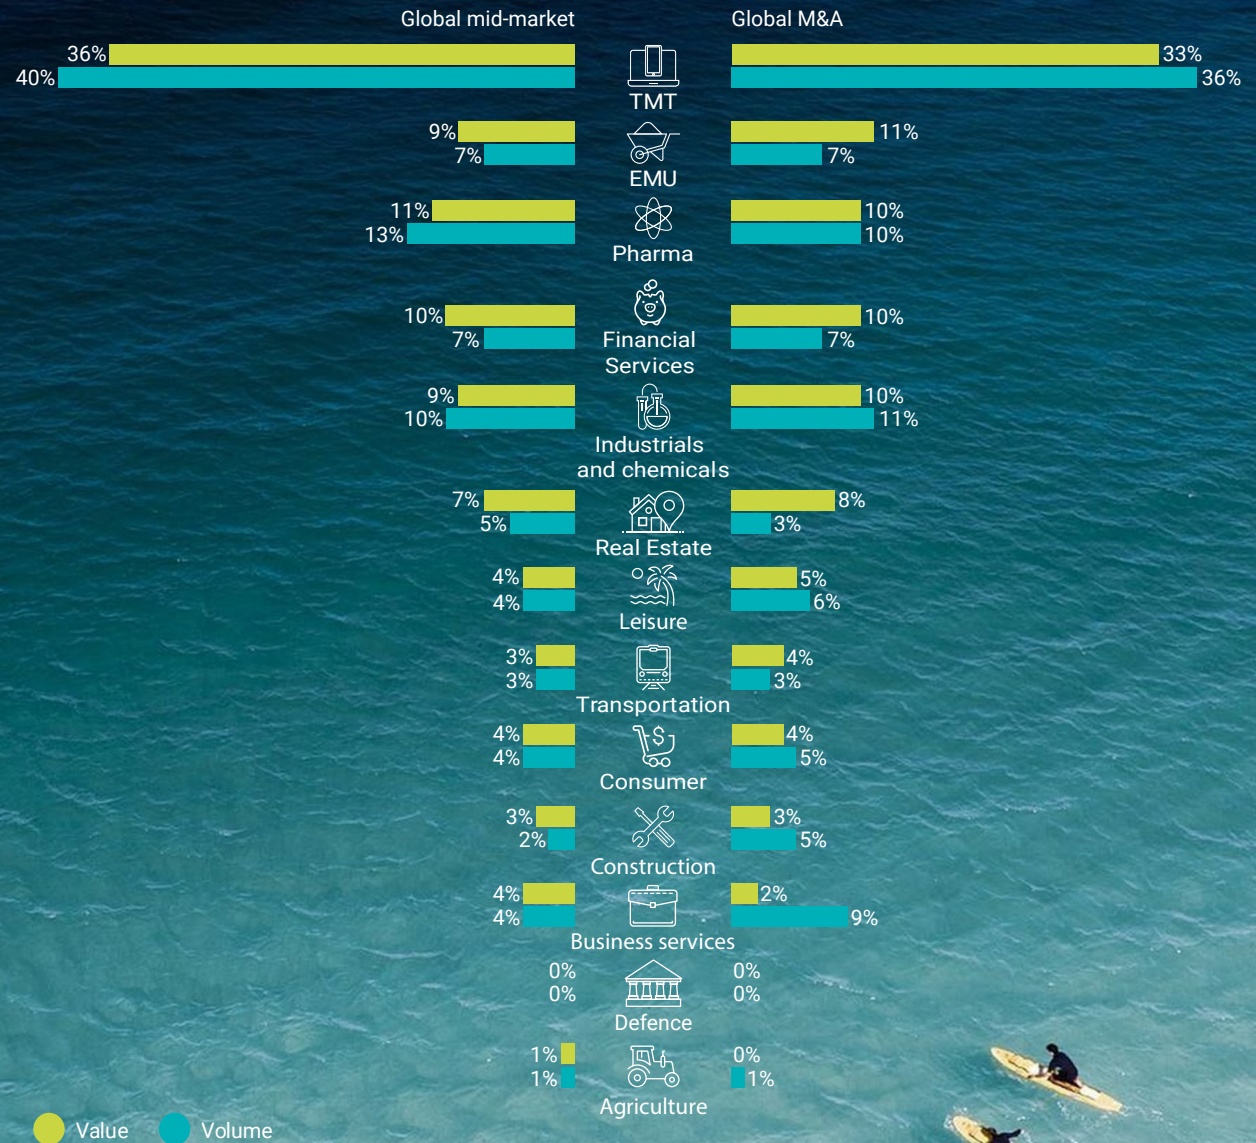 Global mid-market
Global M&A
36%
40%
TMT
33%
36%
9%
7%
EMU
11%
7%
11%
13%
Pharma
10%
10%
10%
7%
Financial
Services
10%
7%
9%
10%
Industrials
and chemicals
10%
11%
7%
5%
Real Estate
8%
3%
4%
4%
Leisure
5%
6%
3%
3%
Transportation
4%
3%
4%
4%
$
Consumer
4%
5%
3%
2%
Construction
3%
5%
4%
4%
Business services
2%
9%
0%
0%
Defence
0%
0%
1%
1%
Agriculture
0%
1%
Value
Volume